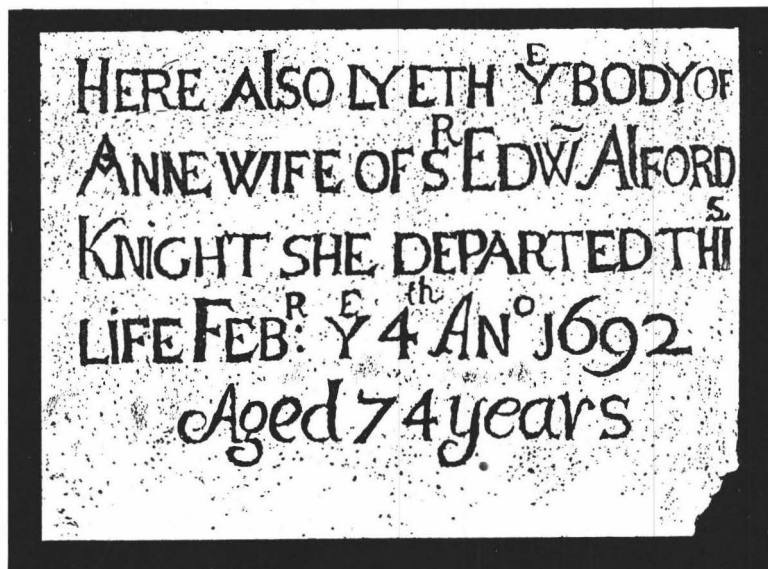 HERE AlSO LYETH Yᴱ BODY OF
ANNE WIFE OF Sᴿ EDW̃ AlFORD
KNIGHT SHE DEPARTED THIˢ
LiFE FEBᴿ: Yᴱ 4ᵗʰ ANº J692
Aged 74 years